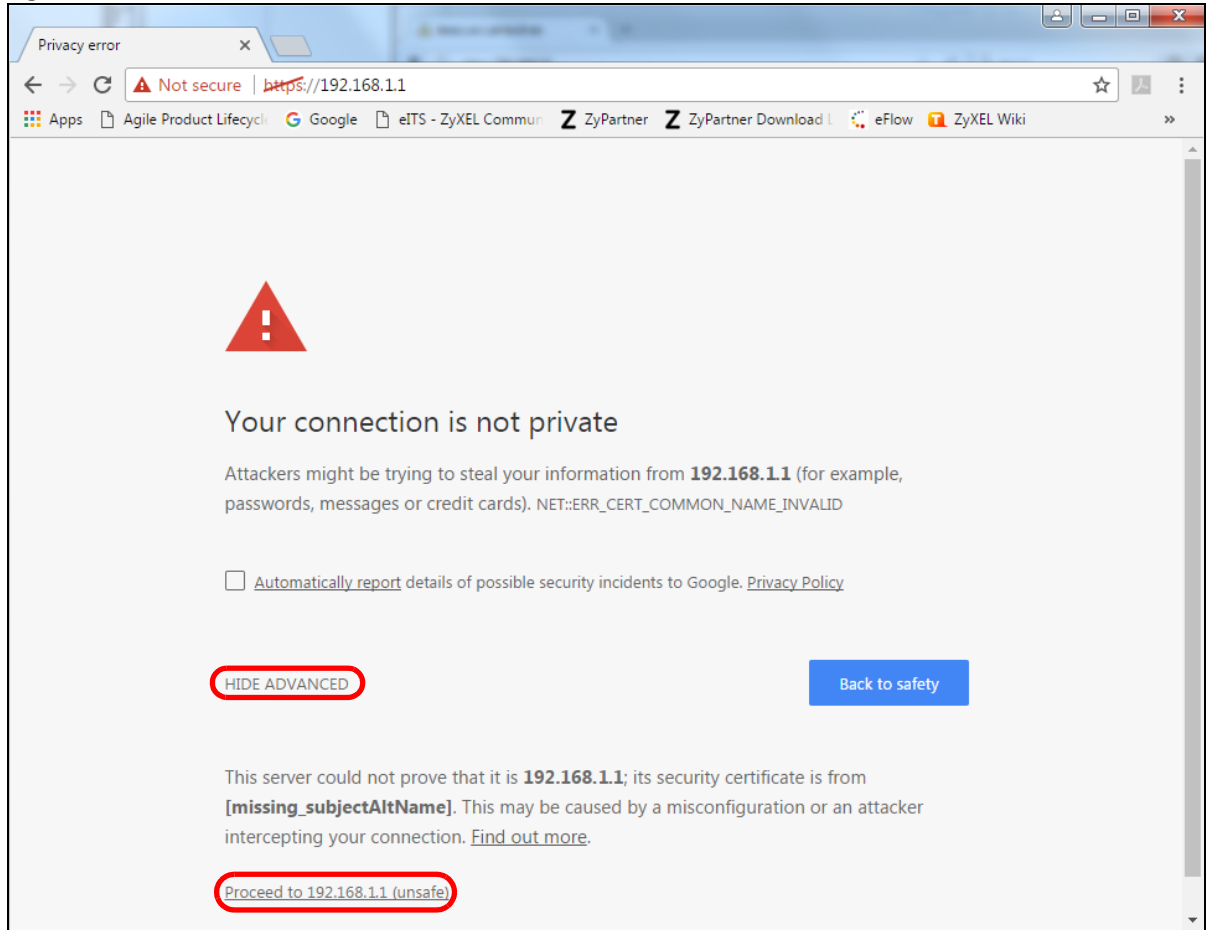 Privacy error
Not secure | https://192.168.1.1
Apps Agile Product Lifecycl Google eITS - ZyXEL Commun ZyPartner ZyPartner Download L eFlow ZyXEL Wiki »
Your connection is not private
Attackers might be trying to steal your information from 192.168.1.1 (for example,
passwords, messages or credit cards). NET::ERR_CERT_COMMON_NAME_INVALID
Automatically report details of possible security incidents to Google. Privacy Policy
HIDE ADVANCED
Back to safety
This server could not prove that it is 192.168.1.1; its security certificate is from
[missing_subjectAltName]. This may be caused by a misconfiguration or an attacker
intercepting your connection. Find out more.
Proceed to 192.168.1.1 (unsafe)